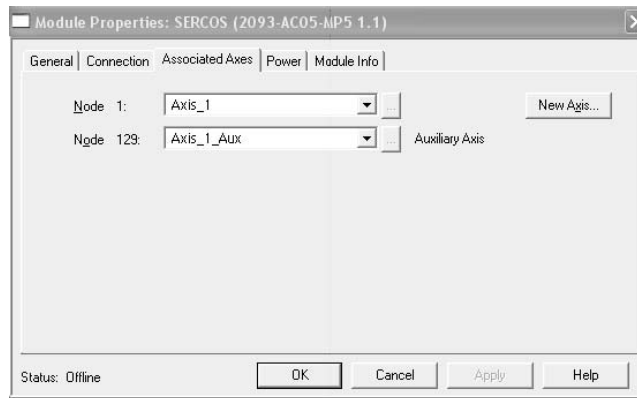 Module Properties: SERCOS (2093-AC05-MP5 1.1)
General Connection Associated Axes Power Module Info
Node 1: Axis_1 ... New Axis...
Node 129: Axis_1_Aux ... Auxiliary Axis
Status: Offline OK Cancel Apply Help